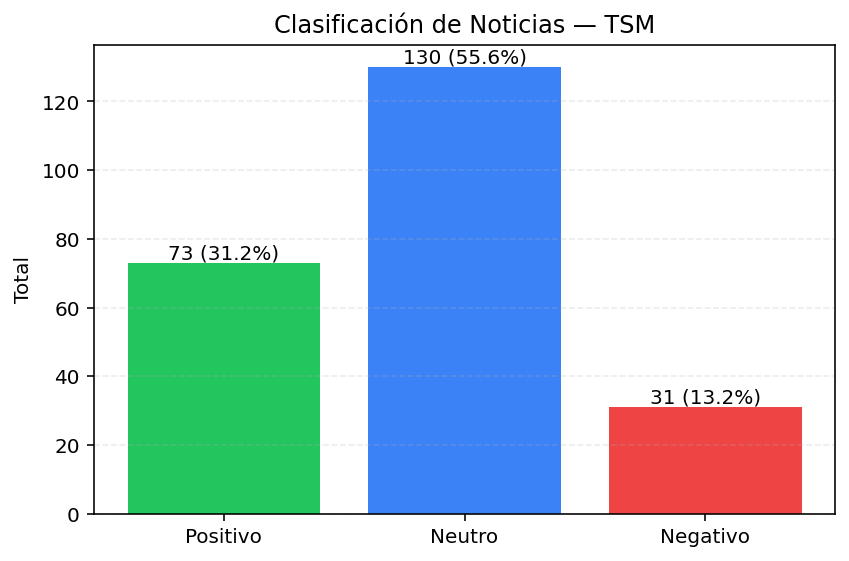 Clasificación de Noticias — TSM
130 (55.6%)
73 (31.2%)
31 (13.2%)
Total
120
100
80
60
40
20
0
Positivo
Neutro
Negativo